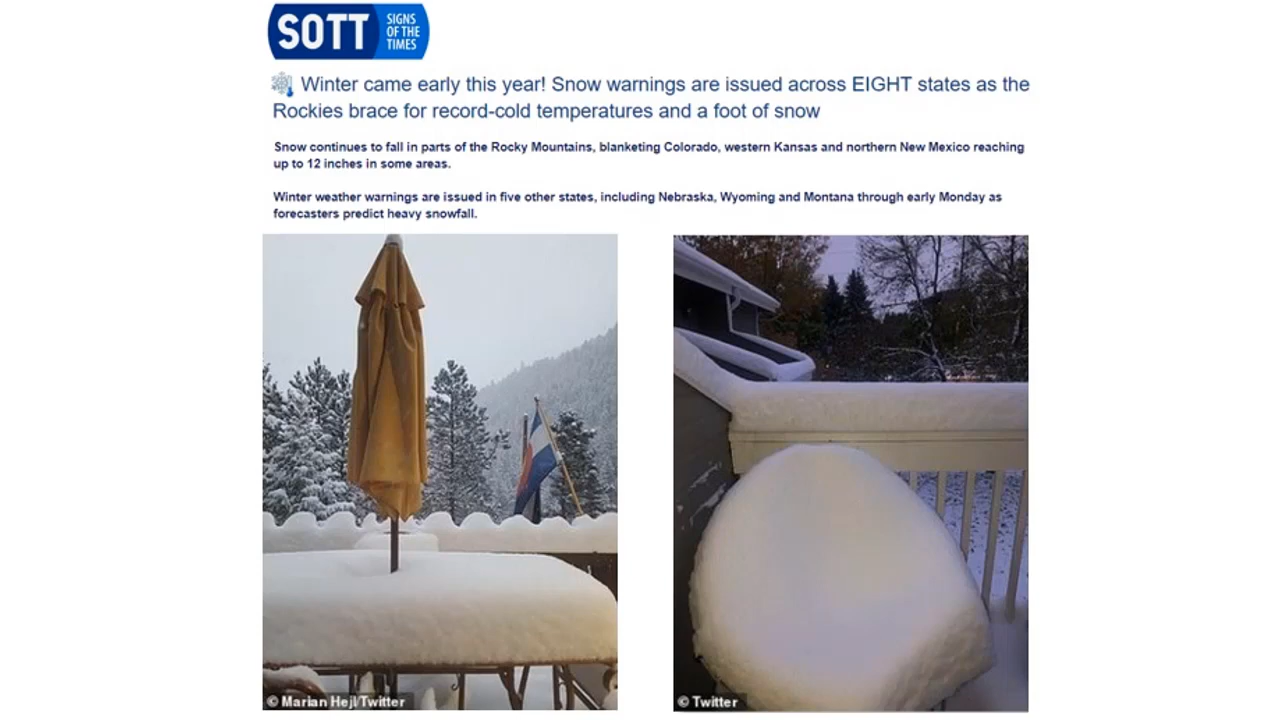 SOTT
SIGNS
OF THE
TIMES
Winter came early this year! Snow warnings are issued across EIGHT states as the
Rockies brace for record-cold temperatures and a foot of snow
Snow continues to fall in parts of the Rocky Mountains, blanketing Colorado, western Kansas and northern New Mexico reaching
up to 12 inches in some areas.
Winter weather warnings are issued in five other states, including Nebraska, Wyoming and Montana through early Monday as
forecasters predict heavy snowfall.
© Marian Hejl/Twitter
© Twitter